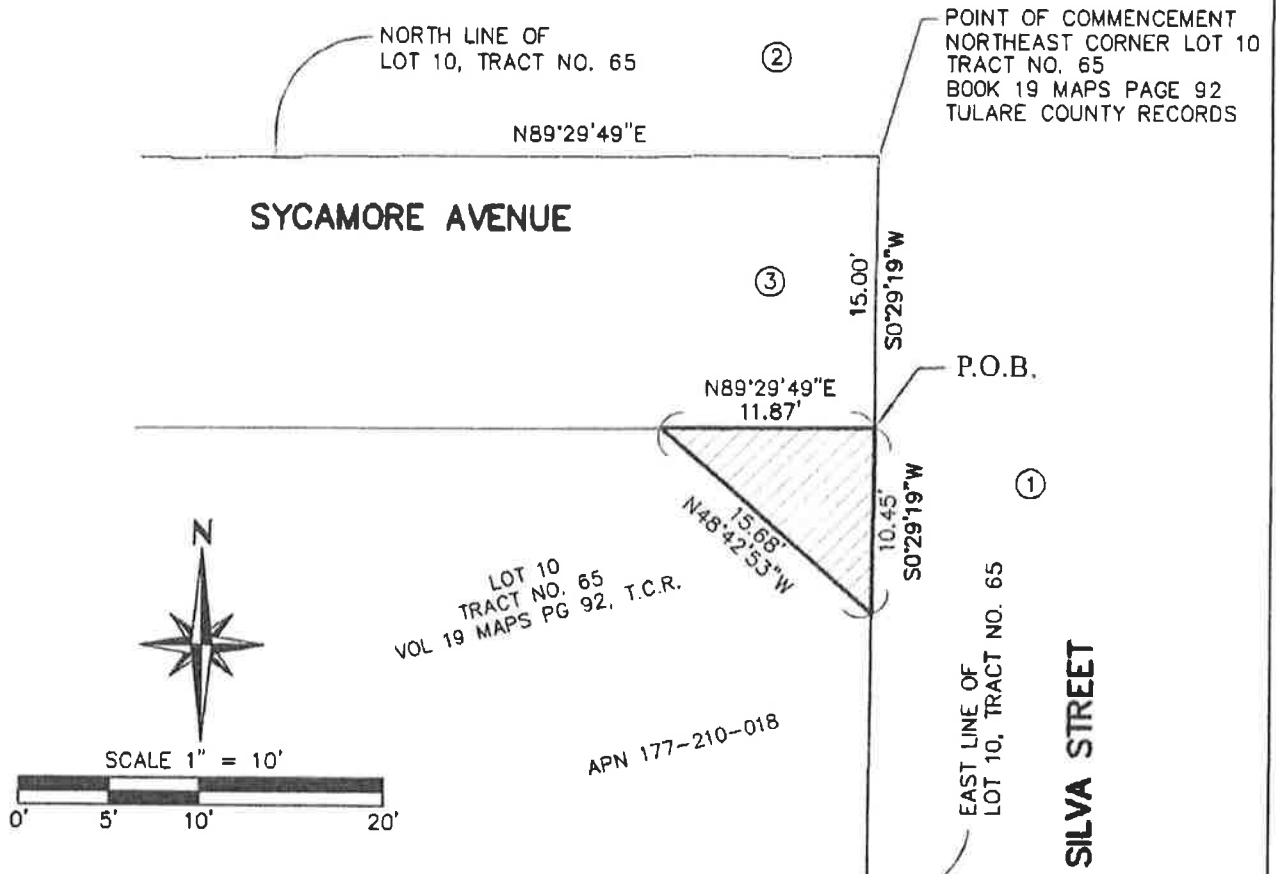 NORTH LINE OF
LOT 10, TRACT NO. 65
②
POINT OF COMMENCEMENT
NORTHEAST CORNER LOT 10
TRACT NO. 65
BOOK 19 MAPS PAGE 92
TULARE COUNTY RECORDS
N89°29'49"E
SYCAMORE AVENUE
③
15.00'
S0°29'19"W
P.O.B.
N89°29'49"E
11.87'
15.68'
N48°42'53"W
10.45'
S0°29'19"W
①
N
LOT 10
TRACT NO. 65
VOL 19 MAPS PG 92, T.C.R.
APN 177-210-018
EAST LINE OF
LOT 10, TRACT NO. 65
SILVA STREET
SCALE 1" = 10'
0' 5' 10' 20'